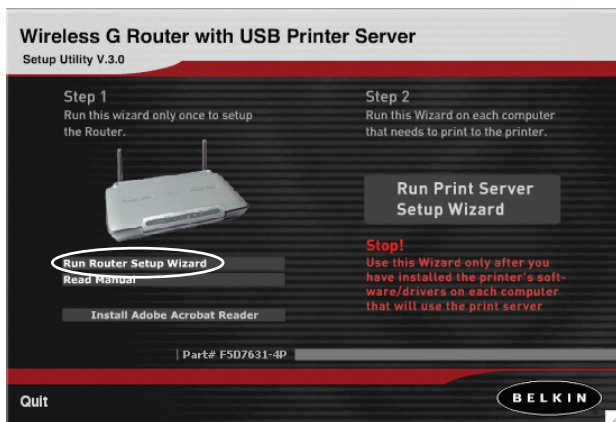 Wireless G Router with USB Printer Server
Setup Utility V.3.0
Step 1
Run this wizard only once to setup
the Router.
Run Router Setup Wizard
Read Manual
Install Adobe Acrobat Reader
Step 2
Run this Wizard on each computer
that needs to print to the printer.
Run Print Server
Setup Wizard
Stop!
Use this Wizard only after you
have installed the printer's soft-
ware/drivers on each computer
that will use the print server
Part# F5D7631-4P
Quit
BELKIN